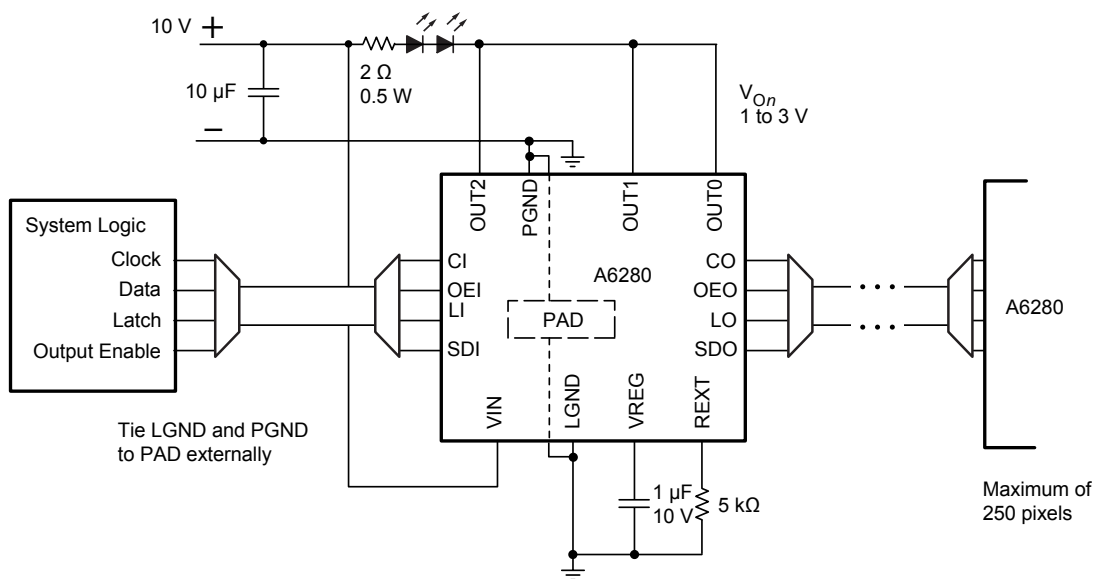 10 V +
2 Ω
0.5 W
10 µF
–
V_On
1 to 3 V
OUT2
PGND
OUT1
OUT0
System Logic
Clock
Data
Latch
Output Enable
CI
OEI
LI
SDI
A6280
PAD
CO
OEO
LO
SDO
• • •
• • •
A6280
VIN
LGND
VREG
REXT
Tie LGND and PGND
to PAD externally
1 µF
10 V
5 kΩ
Maximum of
250 pixels